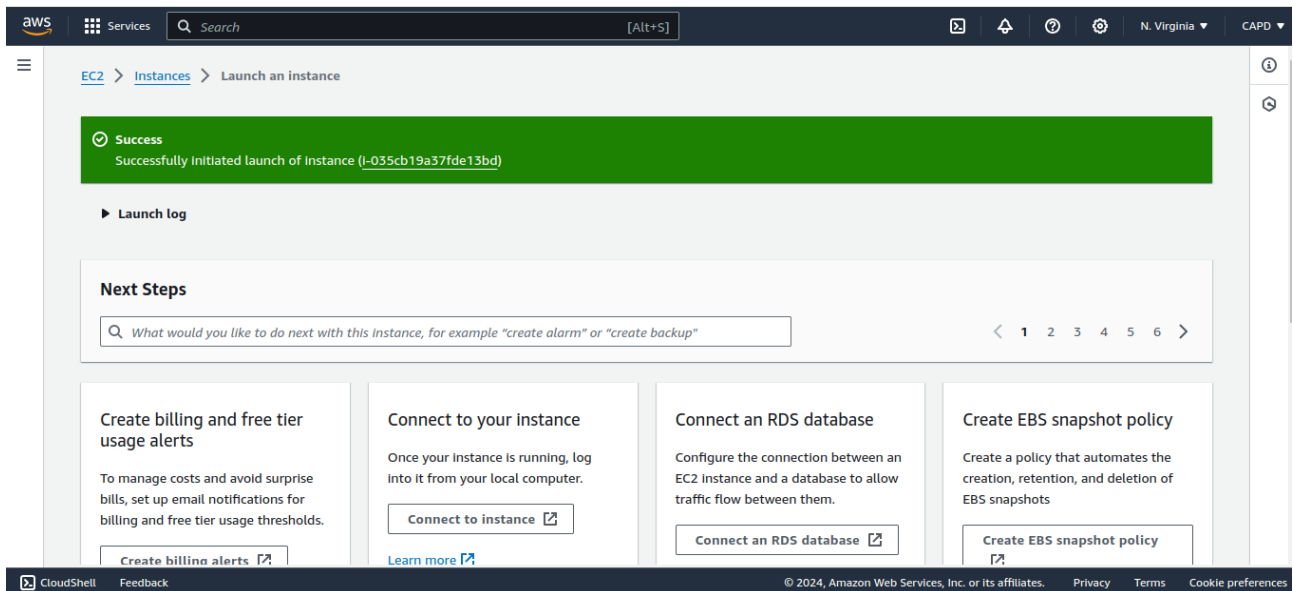 aws
Services
Search
[Alt+S]
N. Virginia
CAPD
EC2 > Instances > Launch an instance
Success
Successfully initiated launch of instance (i-035cb19a37fde13bd)
Launch log
Next Steps
What would you like to do next with this instance, for example "create alarm" or "create backup"
1 2 3 4 5 6
Create billing and free tier
usage alerts
To manage costs and avoid surprise
bills, set up email notifications for
billing and free tier usage thresholds.
Create billing alerts
Connect to your instance
Once your instance is running, log
into it from your local computer.
Connect to instance
Learn more
Connect an RDS database
Configure the connection between an
EC2 instance and a database to allow
traffic flow between them.
Connect an RDS database
Create EBS snapshot policy
Create a policy that automates the
creation, retention, and deletion of
EBS snapshots
Create EBS snapshot policy
CloudShell
Feedback
© 2024, Amazon Web Services, Inc. or its affiliates.
Privacy
Terms
Cookie preferences